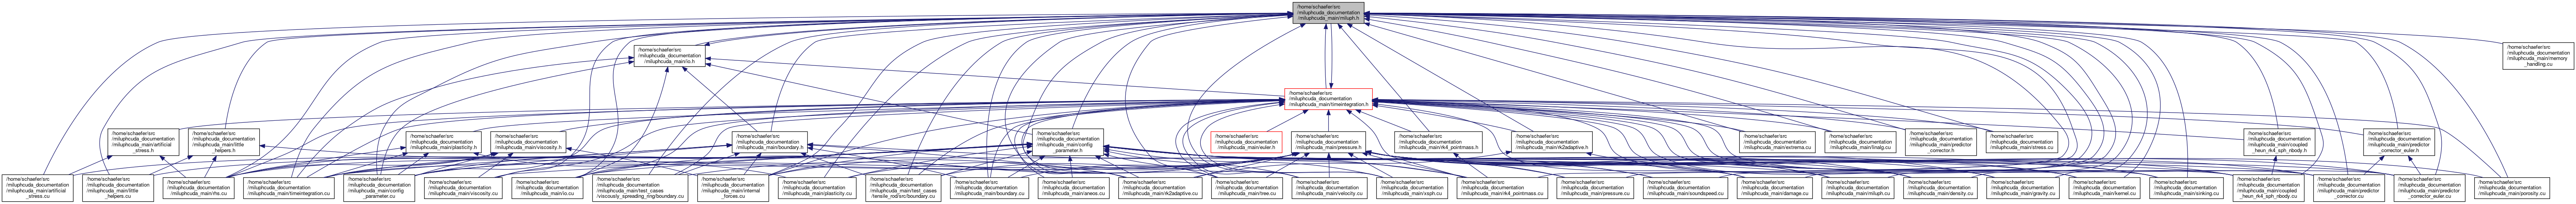 /home/schaefer/src
/miluphcuda_documentation
/miluphcuda_main/miluph.h
/home/schaefer/src
/miluphcuda_documentation
/miluphcuda_main/io.h
/home/schaefer/src
/miluphcuda_documentation
/miluphcuda_main/memory
_handling.cu
/home/schaefer/src
/miluphcuda_documentation
/miluphcuda_main/timeintegration.h
/home/schaefer/src
/miluphcuda_documentation
/miluphcuda_main/artificial
_stress.h
/home/schaefer/src
/miluphcuda_documentation
/miluphcuda_main/little
_helpers.h
/home/schaefer/src
/miluphcuda_documentation
/miluphcuda_main/plasticity.h
/home/schaefer/src
/miluphcuda_documentation
/miluphcuda_main/viscosity.h
/home/schaefer/src
/miluphcuda_documentation
/miluphcuda_main/boundary.h
/home/schaefer/src
/miluphcuda_documentation
/miluphcuda_main/config
_parameter.h
/home/schaefer/src
/miluphcuda_documentation
/miluphcuda_main/euler.h
/home/schaefer/src
/miluphcuda_documentation
/miluphcuda_main/pressure.h
/home/schaefer/src
/miluphcuda_documentation
/miluphcuda_main/rk4_pointmass.h
/home/schaefer/src
/miluphcuda_documentation
/miluphcuda_main/rk2adaptive.h
/home/schaefer/src
/miluphcuda_documentation
/miluphcuda_main/extrema.cu
/home/schaefer/src
/miluphcuda_documentation
/miluphcuda_main/linalg.cu
/home/schaefer/src
/miluphcuda_documentation
/miluphcuda_main/predictor
_corrector.h
/home/schaefer/src
/miluphcuda_documentation
/miluphcuda_main/stress.cu
/home/schaefer/src
/miluphcuda_documentation
/miluphcuda_main/coupled
_heun_rk4_sph_nbody.h
/home/schaefer/src
/miluphcuda_documentation
/miluphcuda_main/predictor
_corrector_euler.h
/home/schaefer/src
/miluphcuda_documentation
/miluphcuda_main/artificial
_stress.cu
/home/schaefer/src
/miluphcuda_documentation
/miluphcuda_main/little
_helpers.cu
/home/schaefer/src
/miluphcuda_documentation
/miluphcuda_main/rhs.cu
/home/schaefer/src
/miluphcuda_documentation
/miluphcuda_main/timeintegration.cu
/home/schaefer/src
/miluphcuda_documentation
/miluphcuda_main/config
_parameter.cu
/home/schaefer/src
/miluphcuda_documentation
/miluphcuda_main/viscosity.cu
/home/schaefer/src
/miluphcuda_documentation
/miluphcuda_main/io.cu
/home/schaefer/src
/miluphcuda_documentation
/miluphcuda_main/test_cases
/viscously_spreading_ring/boundary.cu
/home/schaefer/src
/miluphcuda_documentation
/miluphcuda_main/internal
_forces.cu
/home/schaefer/src
/miluphcuda_documentation
/miluphcuda_main/plasticity.cu
/home/schaefer/src
/miluphcuda_documentation
/miluphcuda_main/test_cases
/tensile_rod/src/boundary.cu
/home/schaefer/src
/miluphcuda_documentation
/miluphcuda_main/boundary.cu
/home/schaefer/src
/miluphcuda_documentation
/miluphcuda_main/aneos.cu
/home/schaefer/src
/miluphcuda_documentation
/miluphcuda_main/rk2adaptive.cu
/home/schaefer/src
/miluphcuda_documentation
/miluphcuda_main/tree.cu
/home/schaefer/src
/miluphcuda_documentation
/miluphcuda_main/velocity.cu
/home/schaefer/src
/miluphcuda_documentation
/miluphcuda_main/xsph.cu
/home/schaefer/src
/miluphcuda_documentation
/miluphcuda_main/rk4_pointmass.cu
/home/schaefer/src
/miluphcuda_documentation
/miluphcuda_main/pressure.cu
/home/schaefer/src
/miluphcuda_documentation
/miluphcuda_main/soundspeed.cu
/home/schaefer/src
/miluphcuda_documentation
/miluphcuda_main/damage.cu
/home/schaefer/src
/miluphcuda_documentation
/miluphcuda_main/miluph.cu
/home/schaefer/src
/miluphcuda_documentation
/miluphcuda_main/density.cu
/home/schaefer/src
/miluphcuda_documentation
/miluphcuda_main/gravity.cu
/home/schaefer/src
/miluphcuda_documentation
/miluphcuda_main/kernel.cu
/home/schaefer/src
/miluphcuda_documentation
/miluphcuda_main/sinking.cu
/home/schaefer/src
/miluphcuda_documentation
/miluphcuda_main/coupled
_heun_rk4_sph_nbody.cu
/home/schaefer/src
/miluphcuda_documentation
/miluphcuda_main/predictor
_corrector.cu
/home/schaefer/src
/miluphcuda_documentation
/miluphcuda_main/predictor
_corrector_euler.cu
/home/schaefer/src
/miluphcuda_documentation
/miluphcuda_main/porosity.cu